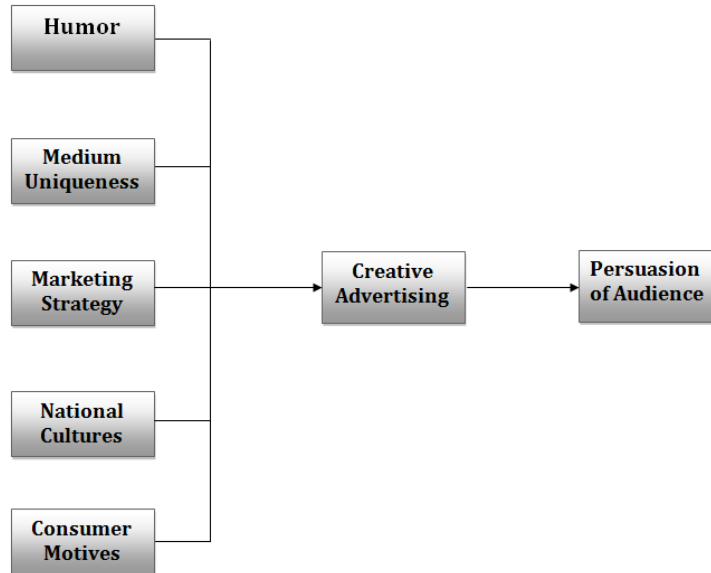 Humor
Medium
Uniqueness
Marketing
Strategy
National
Cultures
Consumer
Motives
Creative
Advertising
Persuasion
of Audience